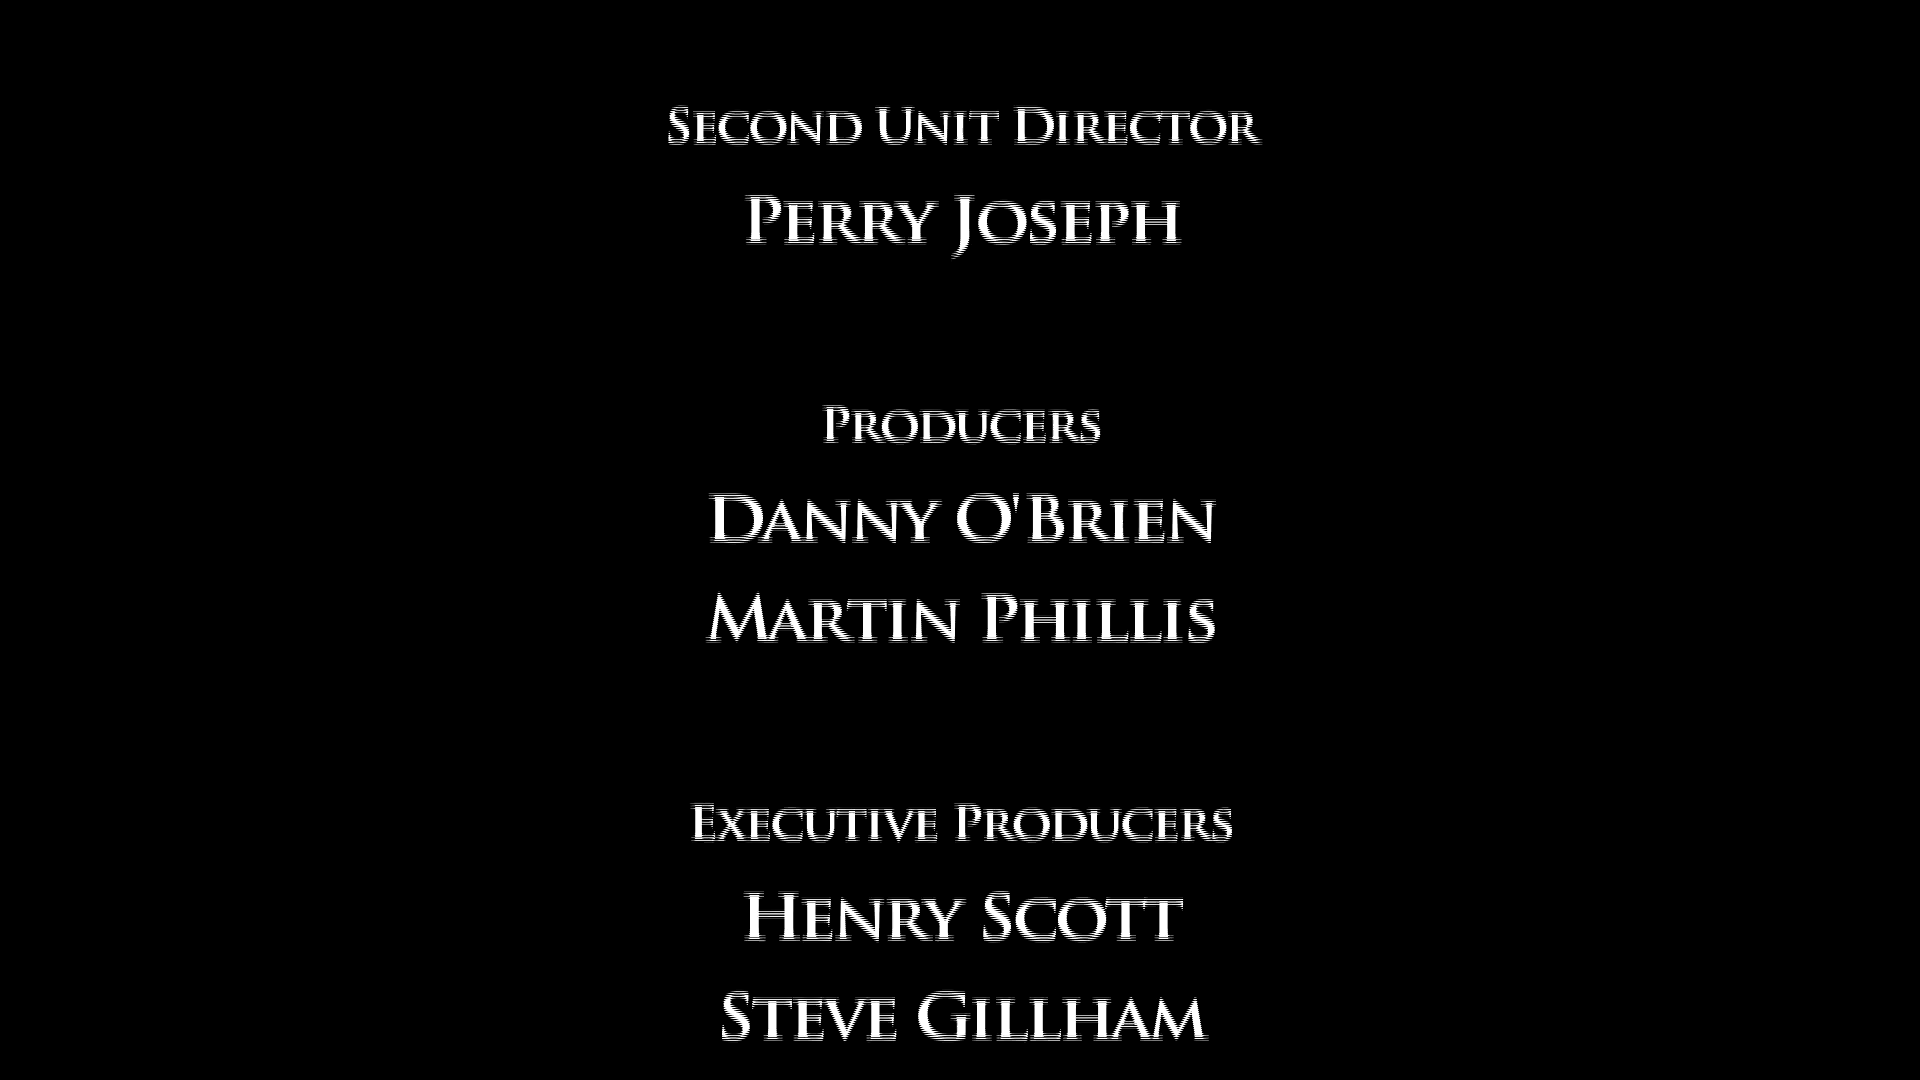 Second Unit Director
Perry Joseph
Producers
Danny O'Brien
Martin Phillis
Executive Producers
Henry Scott
Steve Gillham